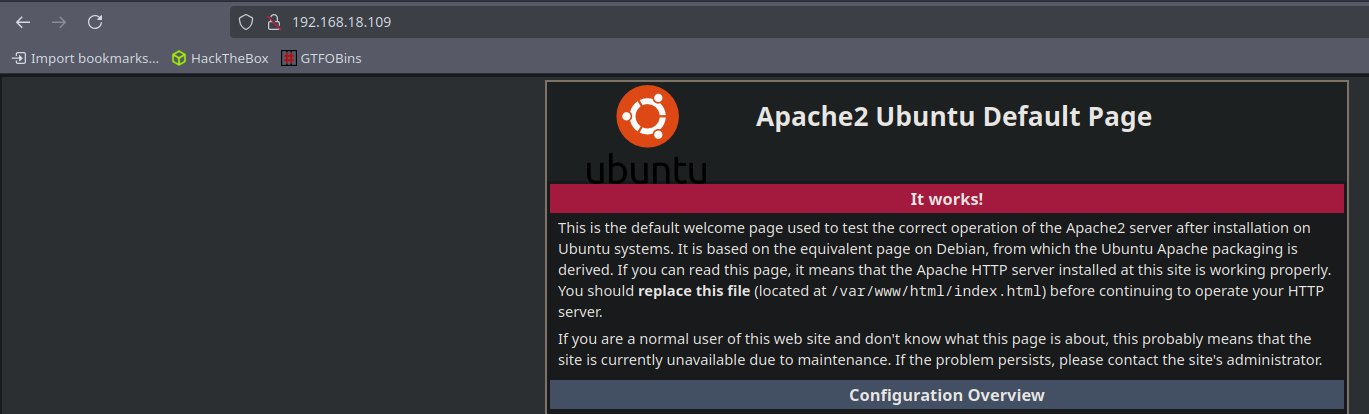 192.168.18.109
Import bookmarks... HackTheBox GTFOBins
Apache2 Ubuntu Default Page
ubuntu
It works!
This is the default welcome page used to test the correct operation of the Apache2 server after installation on
Ubuntu systems. It is based on the equivalent page on Debian, from which the Ubuntu Apache packaging is
derived. If you can read this page, it means that the Apache HTTP server installed at this site is working properly.
You should replace this file (located at /var/www/html/index.html) before continuing to operate your HTTP
server.
If you are a normal user of this web site and don't know what this page is about, this probably means that the
site is currently unavailable due to maintenance. If the problem persists, please contact the site's administrator.
Configuration Overview